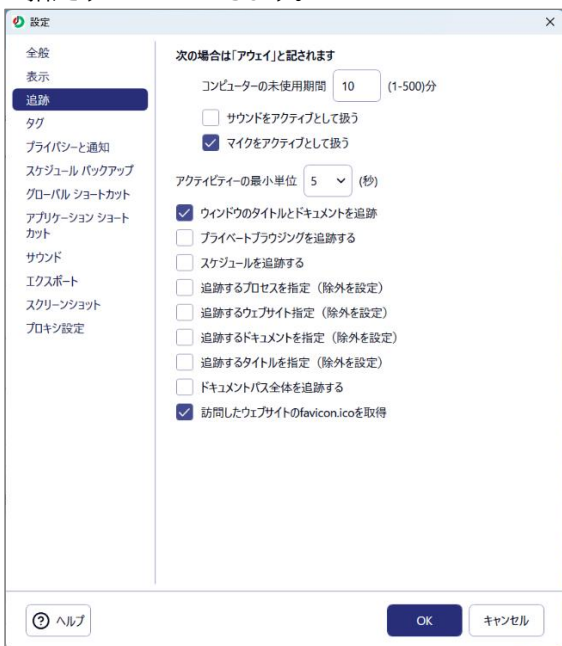 設定
全般
表示
追跡
タグ
プライバシーと通知
スケジュール バックアップ
グローバル ショートカット
アプリケーション ショート
カット
サウンド
エクスポート
スクリーンショット
プロキシ設定
次の場合は「アウェイ」と記されます
コンピューターの未使用期間 10 (1-500)分
サウンドをアクティブとして扱う
マイクをアクティブとして扱う
アクティビティーの最小単位 5 (秒)
ウィンドウのタイトルとドキュメントを追跡
プライベートブラウジングを追跡する
スケジュールを追跡する
追跡するプロセスを指定（除外を設定）
追跡するウェブサイト指定（除外を設定）
追跡するドキュメントを指定（除外を設定）
追跡するタイトルを指定（除外を設定）
ドキュメントパス全体を追跡する
訪問したウェブサイトのfavicon.icoを取得
ヘルプ
OK
キャンセル